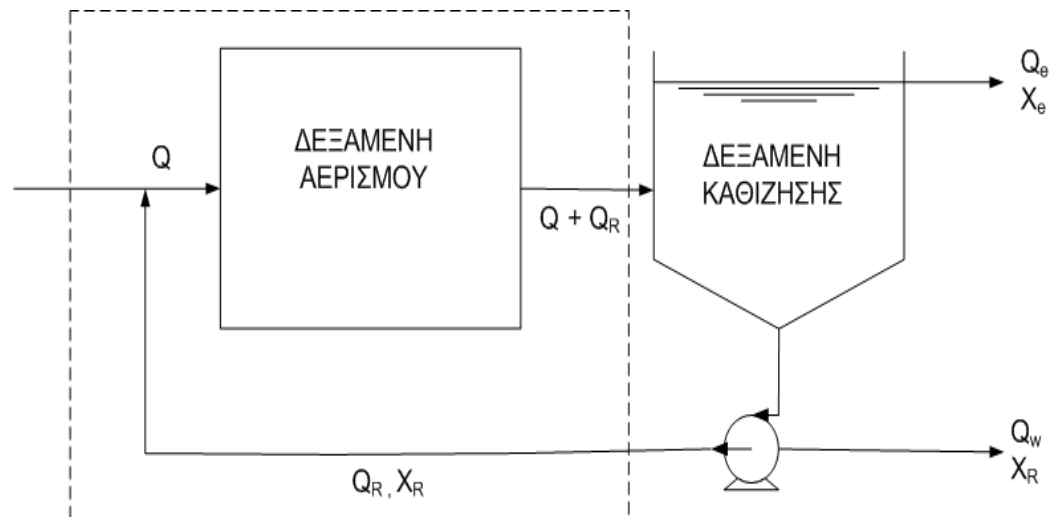 Q
ΔΕΞΑΜΕΝΗ
ΑΕΡΙΣΜΟΥ
Q + Q_R
ΔΕΞΑΜΕΝΗ
ΚΑΘΙΖΗΣΗΣ
Q_e
X_e
Q_R , X_R
Q_w
X_R